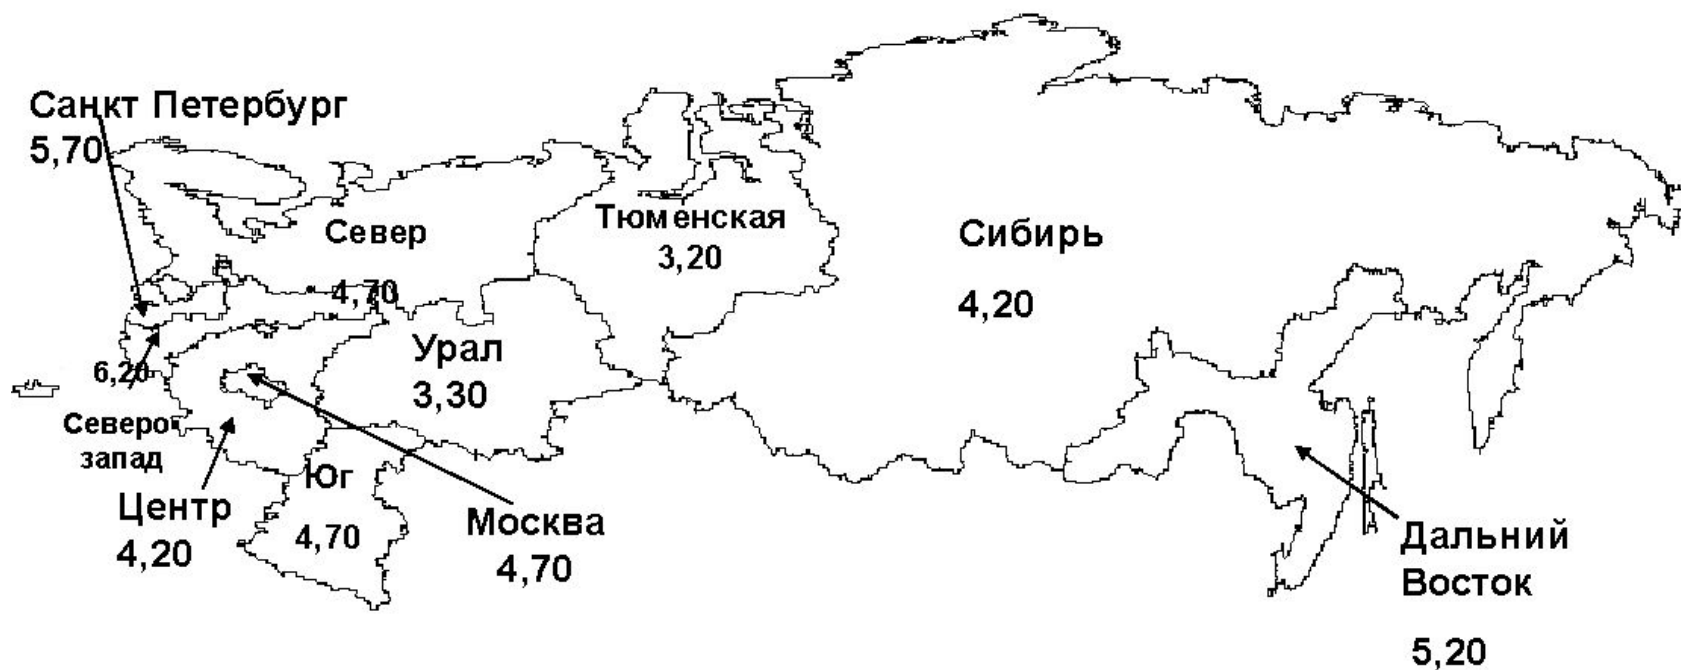 Санкт Петербург
5,70
Север
4,70
Тюменская
3,20
Сибирь
4,20
Урал
3,30
6,20
Северо
запад
Центр
4,20
Юг
4,70
Москва
4,70
Дальний
Восток
5,20